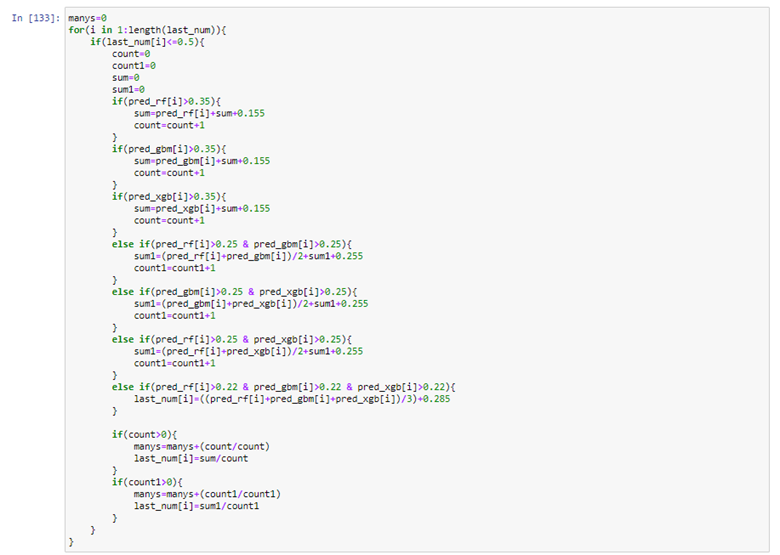 In [133]:
manys=0
for(i in 1:length(last_num)){
    if(last_num[i]<=0.5){
        count=0
        count1=0
        sum=0
        sum1=0
        if(pred_rf[i]>0.35){
            sum=pred_rf[i]+sum+0.155
            count=count+1
        }
        if(pred_gbm[i]>0.35){
            sum=pred_gbm[i]+sum+0.155
            count=count+1
        }
        if(pred_xgb[i]>0.35){
            sum=pred_xgb[i]+sum+0.155
            count=count+1
        }
        else if(pred_rf[i]>0.25 & pred_gbm[i]>0.25){
            sum1=(pred_rf[i]+pred_gbm[i])/2+sum1+0.255
            count1=count1+1
        }
        else if(pred_gbm[i]>0.25 & pred_xgb[i]>0.25){
            sum1=(pred_gbm[i]+pred_xgb[i])/2+sum1+0.255
            count1=count1+1
        }
        else if(pred_rf[i]>0.25 & pred_xgb[i]>0.25){
            sum1=(pred_rf[i]+pred_xgb[i])/2+sum1+0.255
            count1=count1+1
        }
        else if(pred_rf[i]>0.22 & pred_gbm[i]>0.22 & pred_xgb[i]>0.22){
            last_num[i]=((pred_rf[i]+pred_gbm[i]+pred_xgb[i])/3)+0.285
        }

        if(count>0){
            manys=manys+(count/count)
            last_num[i]=sum/count
        }
        if(count1>0){
            manys=manys+(count1/count1)
            last_num[i]=sum1/count1
        }
    }
}